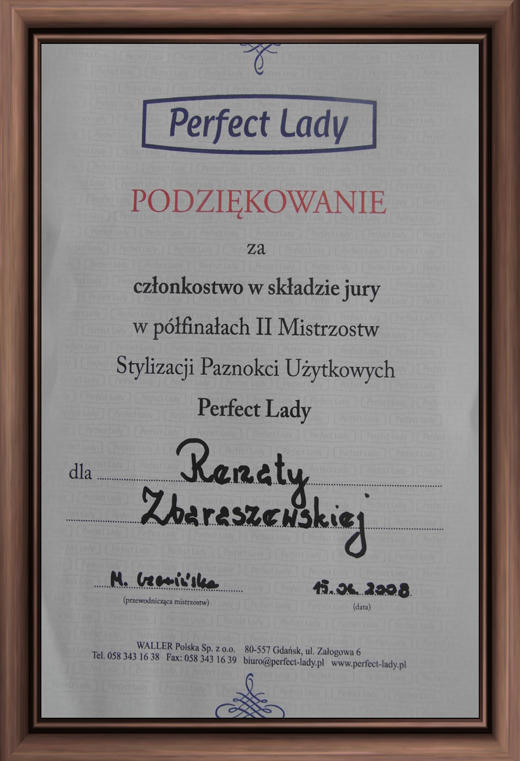 Perfect Lady
PODZIĘKOWANIE
za
członkostwo w składzie jury
w półfinałach II Mistrzostw
Stylizacji Paznokci Użytkowych
Perfect Lady
dla Renaty
Zbaraszewskiej
M. 15.06.2008
(przewodnicząca mistrzostw) (data)
WALLER Polska Sp. z o.o. 80-557 Gdańsk, ul. Załogowa 6
Tel. 058 343 16 38 Fax: 058 343 16 39 biuro@perfect-lady.pl www.perfect-lady.pl